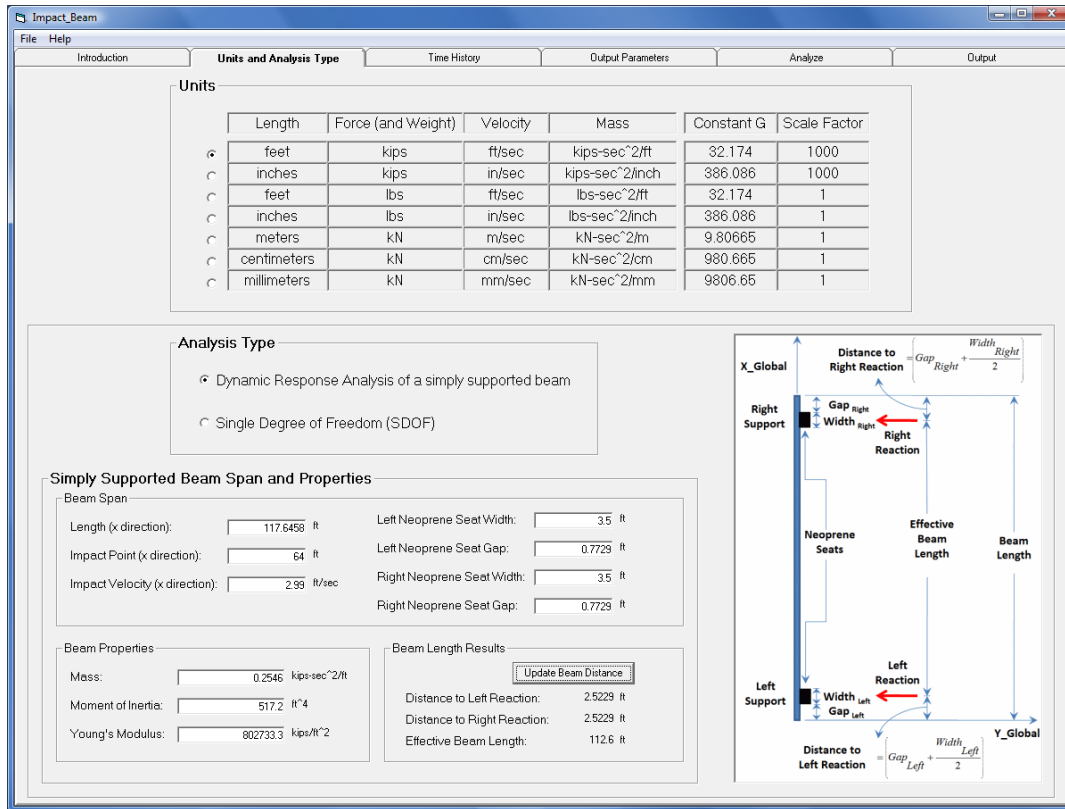 Impact_Beam
File Help
Introduction Units and Analysis Type Time History Output Parameters Analyze Output
Units
Length Force (and Weight) Velocity Mass Constant G Scale Factor
feet kips ft/sec kips-sec^2/ft 32.174 1000
inches kips in/sec kips-sec^2/inch 386.086 1000
feet lbs ft/sec lbs-sec^2/ft 32.174 1
inches lbs in/sec lbs-sec^2/inch 386.086 1
meters kN m/sec kN-sec^2/m 9.80665 1
centimeters kN cm/sec kN-sec^2/cm 980.665 1
millimeters kN mm/sec kN-sec^2/mm 9806.65 1
Analysis Type
Dynamic Response Analysis of a simply supported beam
Single Degree of Freedom (SDOF)
Simply Supported Beam Span and Properties
Beam Span
Length (x direction): 117.6458 ft
Impact Point (x direction): 64 ft
Impact Velocity (x direction): 2.99 ft/sec
Left Neoprene Seat Width: 3.5 ft
Left Neoprene Seat Gap: 0.7729 ft
Right Neoprene Seat Width: 3.5 ft
Right Neoprene Seat Gap: 0.7729 ft
Beam Properties
Mass: 0.2546 kips-sec^2/ft
Moment of Inertia: 517.2 ft^4
Young's Modulus: 802733.3 kips/ft^2
Beam Length Results
Update Beam Distance
Distance to Left Reaction: 2.5229 ft
Distance to Right Reaction: 2.5229 ft
Effective Beam Length: 112.6 ft
X_Global
Distance to
Right Reaction
= (Gap Right + Width Right / 2)
Right
Support
Gap Right
Width Right
Right
Reaction
Neoprene
Seats
Effective
Beam
Length
Beam
Length
Left
Reaction
Left
Support
Width Left
Gap Left
Y_Global
Distance to
Left Reaction
= (Gap Left + Width Left / 2)